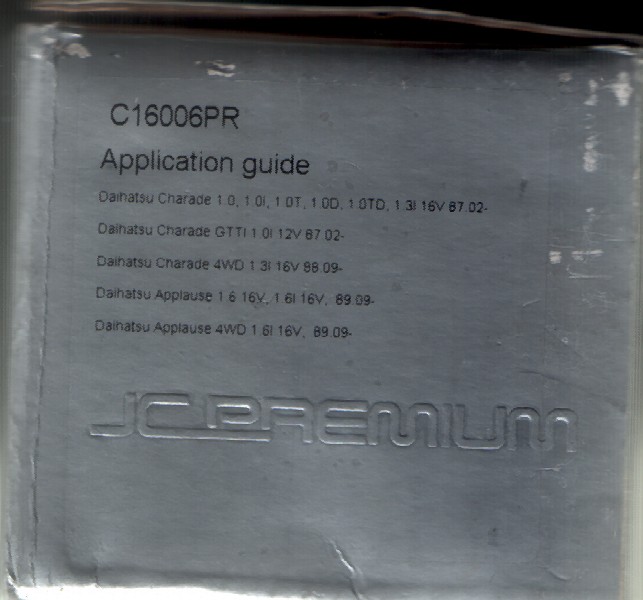 C16006PR
Application guide
Daihatsu Charade 1.0, 1.0i, 1.0T, 1.0D, 1.0TD, 1.3I 16V 87.02-
Daihatsu Charade GTTI 1.0I 12V 87.02-
Daihatsu Charade 4WD 1.3I 16V 88.09-
Daihatsu Applause 1.6 16V, 1.6I 16V, 89.09-
Daihatsu Applause 4WD 1.6I 16V, 89.09-
JC PREMIUM